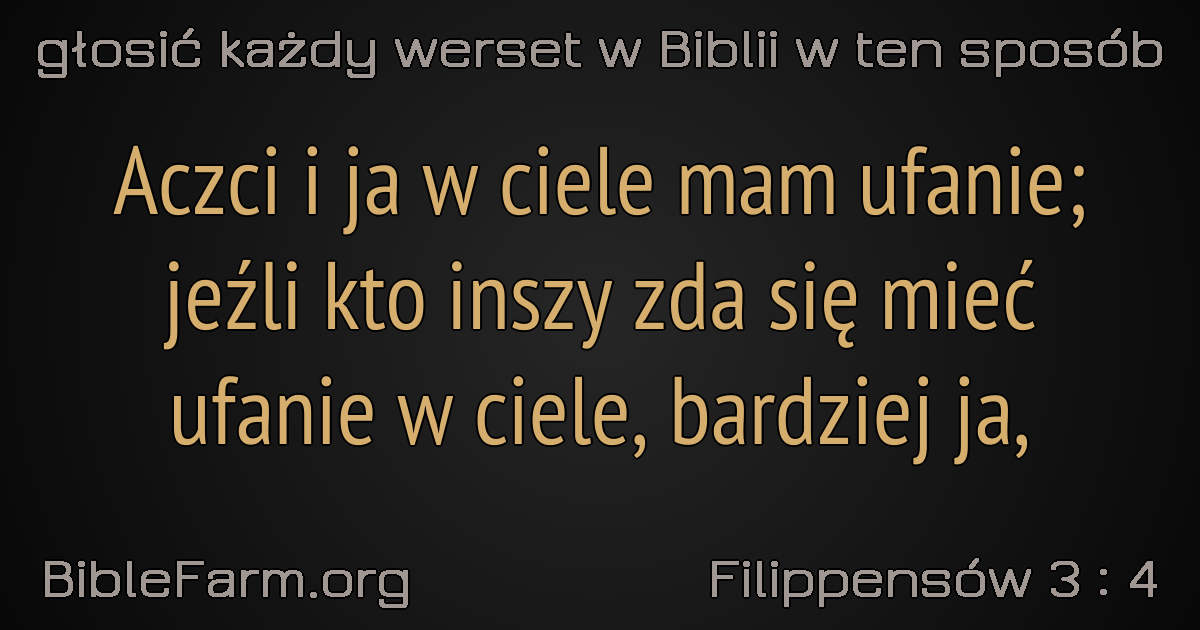 głosić każdy werset w Biblii w ten sposób
Aczci i ja w ciele mam ufanie;
jeźli kto inszy zda się mieć
ufanie w ciele, bardziej ja,
BibleFarm.org
Filippensów 3 : 4